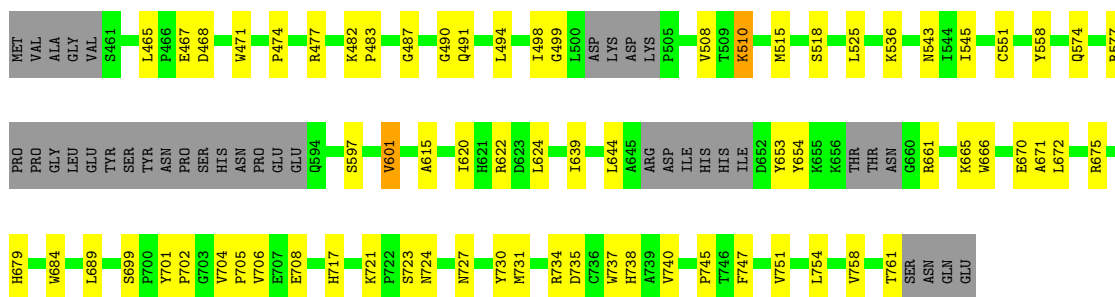 MET VAL ALA GLY VAL S461 L465 P466 E467 D468 W471 P474 R477 K482 P483 G487 G490 Q491 L494 I498 G499 L500 ASP LYS ASP LYS P505 V508 T509 K510 M515 S518 L525 K536 N543 I544 I545 C551 Y558 Q574 R577
PRO PRO GLY LEU GLU TYR SER TYR ASN PRO SER HIS ASN PRO GLU GLU Q594 S597 V601 A615 I620 H621 R622 D623 L624 I639 L644 A645 ARG ASP ILE HIS HIS ILE D652 Y653 Y654 K655 K656 THR THR ASN G660 R661 K665 W666 E670 A671 L672 R675
H679 W684 L689 S699 P700 Y701 P702 G703 V704 P705 V706 E707 E708 H717 K721 P722 S723 N724 N727 Y730 M731 R734 D735 C736 W737 H738 A739 V740 P745 T746 F747 V751 L754 V758 T761 SER ASN GLN GLU